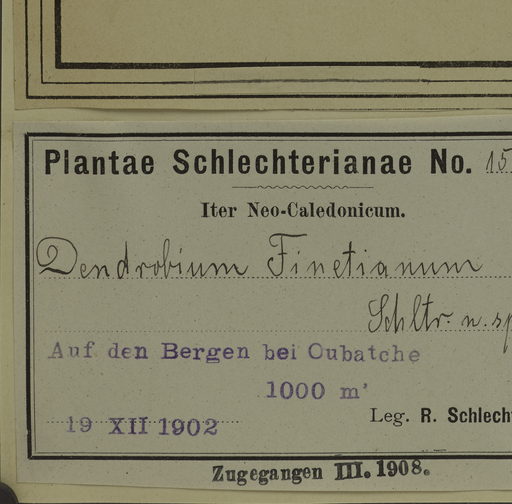 Plantae Schlechterianae No. 15
Iter Neo-Caledonicum.
Dendrobium Finetianum
Schltr. n. sp
Auf den Bergen bei Oubatche
1000 m'
19 XII 1902
Leg. R. Schlech
Zugegangen III. 1908.